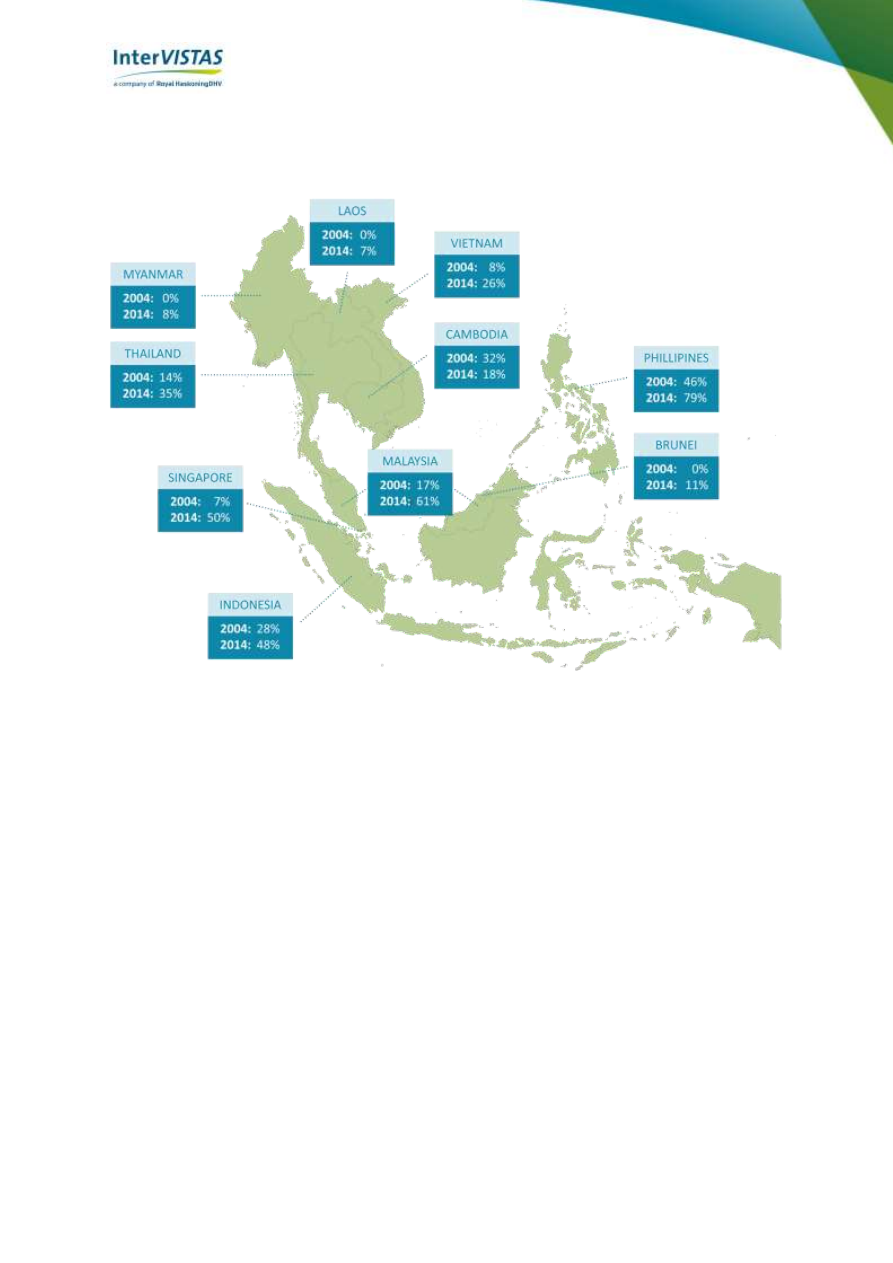 InterVISTAS
a company of Royal HaskoningDHV
LAOS
2004: 0%
2014: 7%
VIETNAM
2004: 8%
2014: 26%
MYANMAR
2004: 0%
2014: 8%
CAMBODIA
2004: 32%
2014: 18%
THAILAND
2004: 14%
2014: 35%
PHILLIPINES
2004: 46%
2014: 79%
BRUNEI
2004: 0%
2014: 11%
MALAYSIA
2004: 17%
2014: 61%
SINGAPORE
2004: 7%
2014: 50%
INDONESIA
2004: 28%
2014: 48%